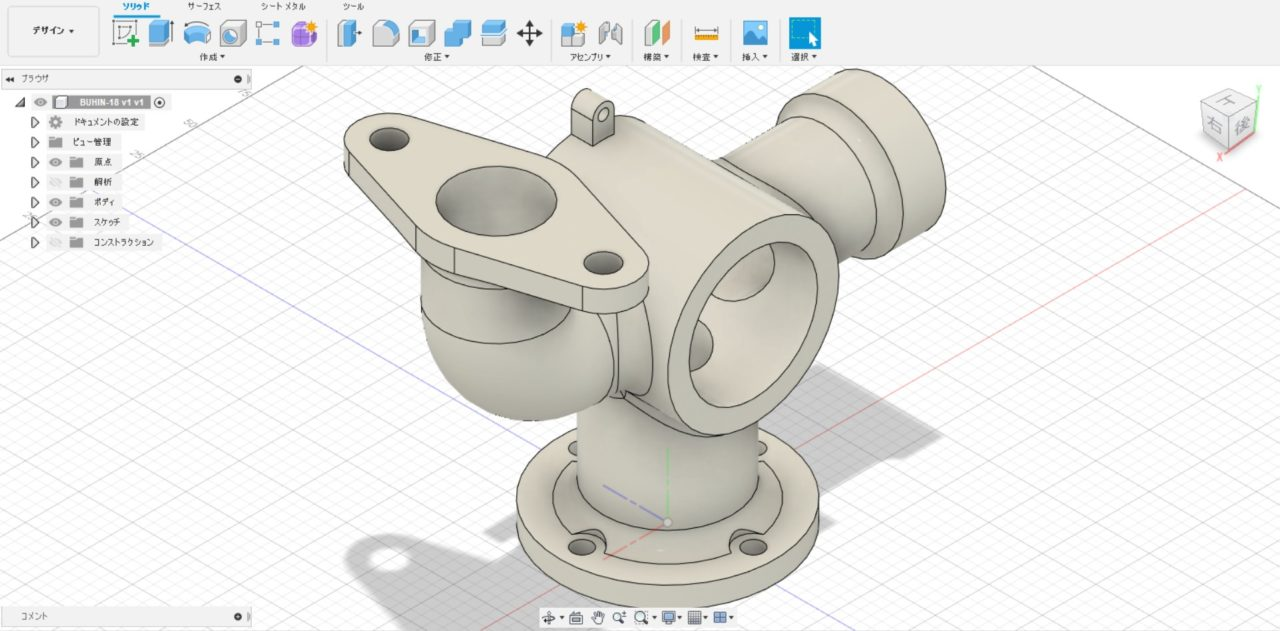 ソリッド サーフェス シート メタル ツール
デザイン ▾
作成 ▾ 修正 ▾ アセンブリ ▾ 構築 ▾ 検査 ▾ 挿入 ▾ 選択 ▾
ブラウザ
BUHIN-18 v1 v1
ドキュメントの設定
ビュー管理
原点
解析
ボディ
スケッチ
コンストラクション
上
右 後
Y
X
50
25
コメント